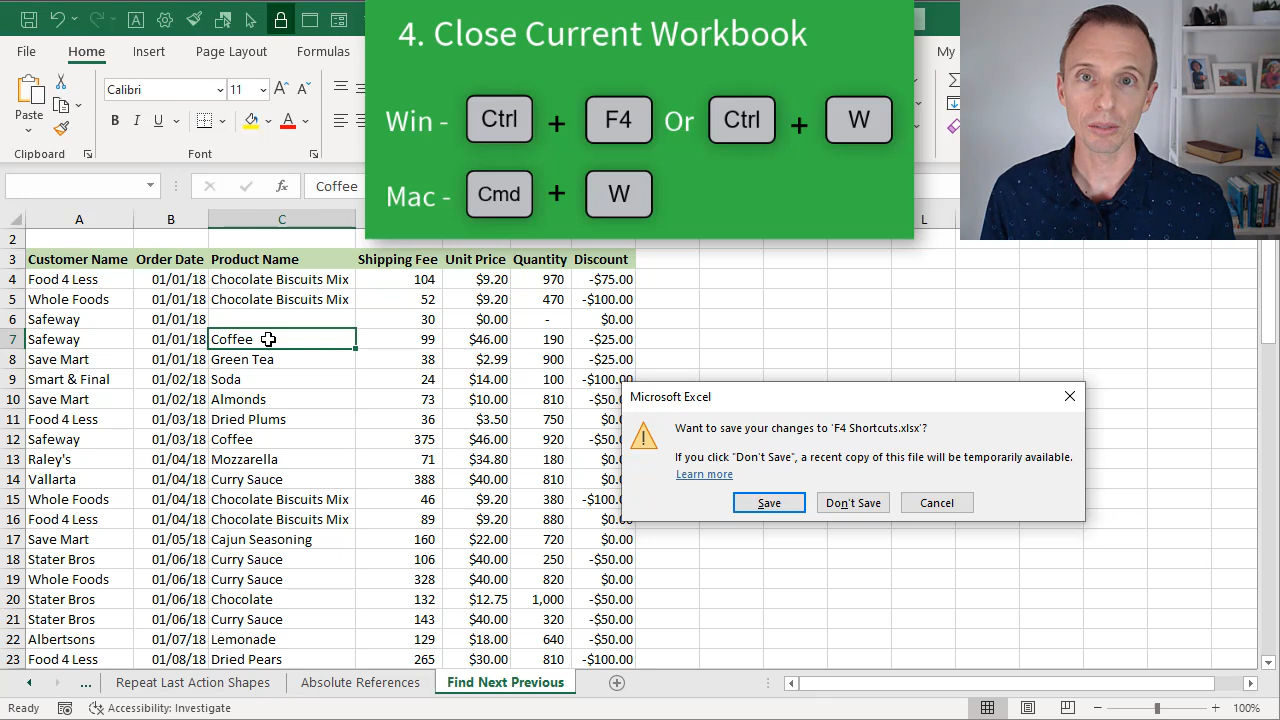 4. Close Current Workbook
Win - Ctrl + F4 Or Ctrl + W
Mac - Cmd + W
File Home Insert Page Layout Formulas My
Paste
Calibri 11 A A
B I U A
Clipboard Font
fx Coffee
A B C L
2
3 Customer Name Order Date Product Name Shipping Fee Unit Price Quantity Discount
4 Food 4 Less 01/01/18 Chocolate Biscuits Mix 104 $9.20 970 -$75.00
5 Whole Foods 01/01/18 Chocolate Biscuits Mix 52 $9.20 470 -$100.00
6 Safeway 01/01/18 30 $0.00 - $0.00
7 Safeway 01/01/18 Coffee 99 $46.00 190 -$25.00
8 Save Mart 01/01/18 Green Tea 38 $2.99 900 -$25.00
9 Smart & Final 01/02/18 Soda 24 $14.00 100 -$100.00
10 Save Mart 01/02/18 Almonds 73 $10.00 810 -$50.
11 Food 4 Less 01/03/18 Dried Plums 36 $3.50 750 $0.
12 Safeway 01/03/18 Coffee 375 $46.00 920 -$50.
13 Raley's 01/04/18 Mozzarella 71 $34.80 180 $0.
14 Vallarta 01/04/18 Curry Sauce 388 $40.00 810 $0.
15 Whole Foods 01/04/18 Chocolate Biscuits Mix 46 $9.20 380 -$100.
16 Food 4 Less 01/04/18 Chocolate Biscuits Mix 89 $9.20 880 $0.
17 Save Mart 01/05/18 Cajun Seasoning 160 $22.00 720 $0.00
18 Stater Bros 01/06/18 Curry Sauce 106 $40.00 250 -$50.00
19 Whole Foods 01/06/18 Curry Sauce 328 $40.00 820 $0.00
20 Stater Bros 01/06/18 Chocolate 132 $12.75 1,000 -$50.00
21 Stater Bros 01/06/18 Curry Sauce 143 $40.00 320 -$50.00
22 Albertsons 01/07/18 Lemonade 129 $18.00 640 -$50.00
23 Food 4 Less 01/08/18 Dried Pears 265 $30.00 810 -$100.00
Microsoft Excel
Want to save your changes to 'F4 Shortcuts.xlsx'?
If you click "Don't Save", a recent copy of this file will be temporarily available.
Learn more
Save Don't Save Cancel
... Repeat Last Action Shapes Absolute References Find Next Previous
Ready Accessibility: Investigate 100%